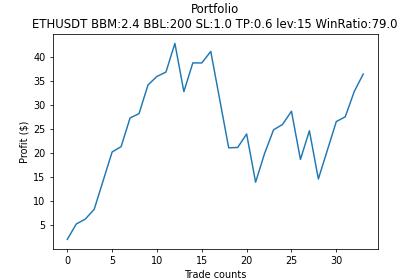 Portfolio
ETHUSDT BBM:2.4 BBL:200 SL:1.0 TP:0.6 lev:15 WinRatio:79.0
Profit ($)
40
35
30
25
20
15
10
5
0 5 10 15 20 25 30
Trade counts